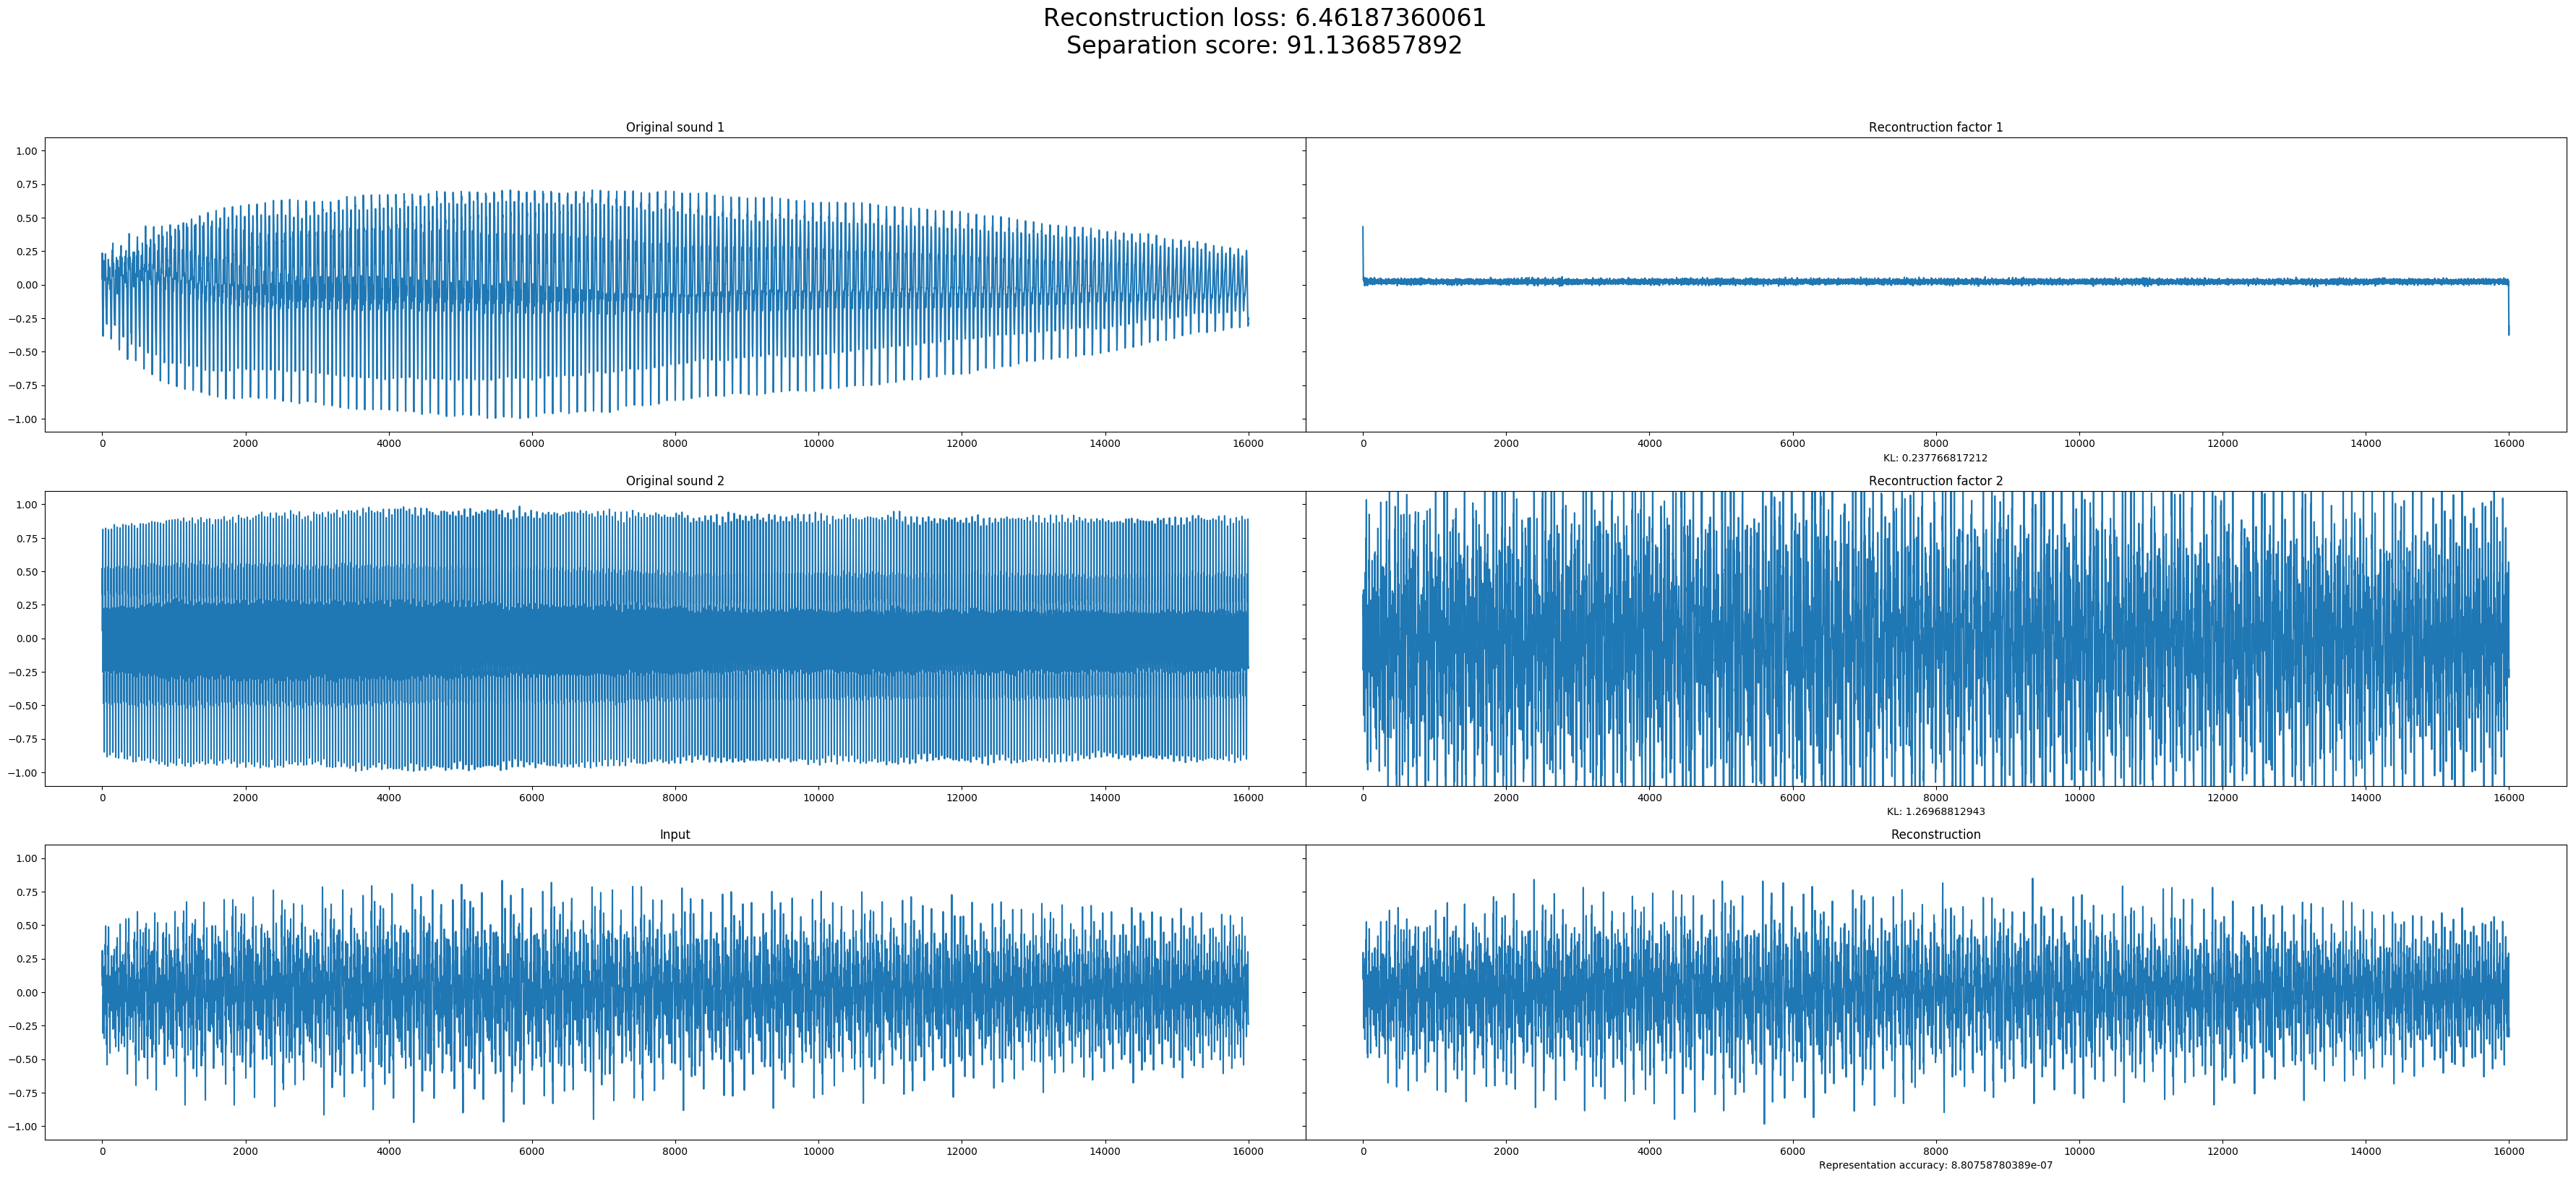 Reconstruction loss: 6.46187360061
Separation score: 91.136857892
Original sound 1
Recontruction factor 1
1.00
0.75
0.50
0.25
0.00
−0.25
−0.50
−0.75
−1.00
0 2000 4000 6000 8000 10000 12000 14000 16000
0 2000 4000 6000 8000 10000 12000 14000 16000
KL: 0.237766817212
Original sound 2
Recontruction factor 2
1.00
0.75
0.50
0.25
0.00
−0.25
−0.50
−0.75
−1.00
0 2000 4000 6000 8000 10000 12000 14000 16000
0 2000 4000 6000 8000 10000 12000 14000 16000
KL: 1.26968812943
Input
Reconstruction
1.00
0.75
0.50
0.25
0.00
−0.25
−0.50
−0.75
−1.00
0 2000 4000 6000 8000 10000 12000 14000 16000
0 2000 4000 6000 8000 10000 12000 14000 16000
Representation accuracy: 8.80758780389e-07